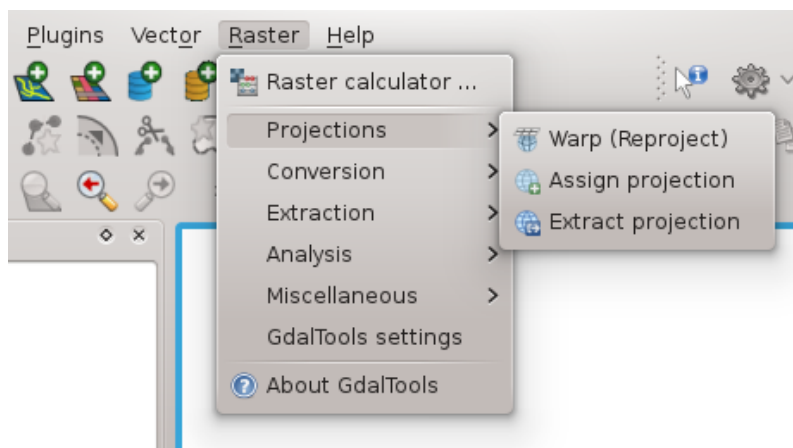 Plugins Vector Raster Help
Raster calculator ...
Projections
Warp (Reproject)
Conversion
Assign projection
Extraction
Extract projection
Analysis
Miscellaneous
GdalTools settings
About GdalTools